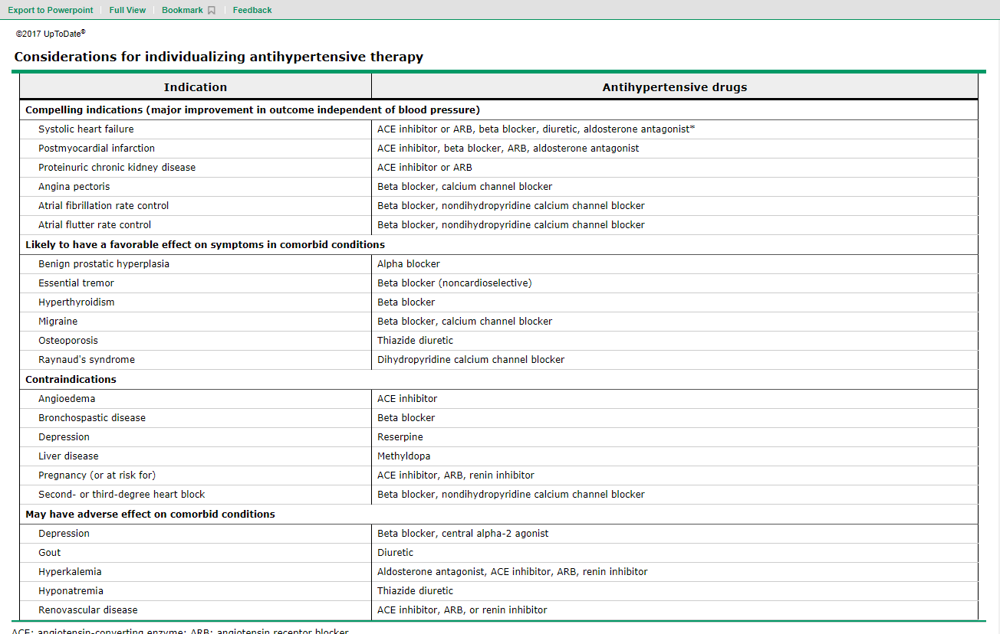 Export to Powerpoint Full View Bookmark Feedback
©2017 UpToDate®
Considerations for individualizing antihypertensive therapy
Indication Antihypertensive drugs
Compelling indications (major improvement in outcome independent of blood pressure)
Systolic heart failure ACE inhibitor or ARB, beta blocker, diuretic, aldosterone antagonist*
Postmyocardial infarction ACE inhibitor, beta blocker, ARB, aldosterone antagonist
Proteinuric chronic kidney disease ACE inhibitor or ARB
Angina pectoris Beta blocker, calcium channel blocker
Atrial fibrillation rate control Beta blocker, nondihydropyridine calcium channel blocker
Atrial flutter rate control Beta blocker, nondihydropyridine calcium channel blocker
Likely to have a favorable effect on symptoms in comorbid conditions
Benign prostatic hyperplasia Alpha blocker
Essential tremor Beta blocker (noncardioselective)
Hyperthyroidism Beta blocker
Migraine Beta blocker, calcium channel blocker
Osteoporosis Thiazide diuretic
Raynaud's syndrome Dihydropyridine calcium channel blocker
Contraindications
Angioedema ACE inhibitor
Bronchospastic disease Beta blocker
Depression Reserpine
Liver disease Methyldopa
Pregnancy (or at risk for) ACE inhibitor, ARB, renin inhibitor
Second- or third-degree heart block Beta blocker, nondihydropyridine calcium channel blocker
May have adverse effect on comorbid conditions
Depression Beta blocker, central alpha-2 agonist
Gout Diuretic
Hyperkalemia Aldosterone antagonist, ACE inhibitor, ARB, renin inhibitor
Hyponatremia Thiazide diuretic
Renovascular disease ACE inhibitor, ARB, or renin inhibitor
ACE: angiotensin-converting enzyme; ARB: angiotensin receptor blocker